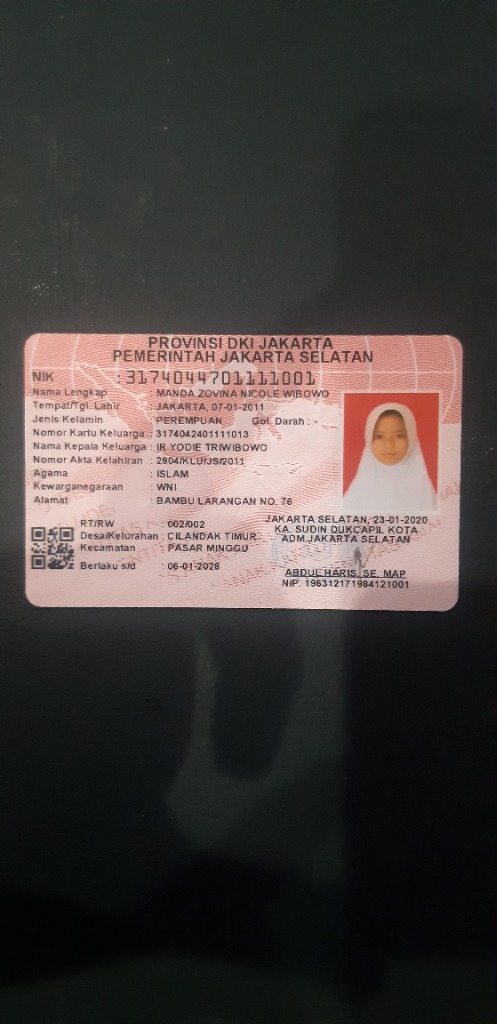 PROVINSI DKI JAKARTA
PEMERINTAH JAKARTA SELATAN
NIK : 3174044701111001
Nama Lengkap : MANDA ZOVINA NICOLE WIBOWO
Tempat/Tgl. Lahir : JAKARTA, 07-01-2011
Jenis Kelamin : PEREMPUAN Gol. Darah : -
Nomor Kartu Keluarga : 3174042401111013
Nama Kepala Keluarga : IR YODIE TRIWIBOWO
Nomor Akta Kelahiran : 2904/KLU/JS/2011
Agama : ISLAM
Kewarganegaraan : WNI
Alamat : BAMBU LARANGAN NO. 76
RT/RW : 002/002
Desa/Kelurahan : CILANDAK TIMUR
Kecamatan : PASAR MINGGU
Berlaku s/d : 06-01-2028
JAKARTA SELATAN, 23-01-2020
KA. SUDIN DUKCAPIL KOTA
ADM.JAKARTA SELATAN
ABDUL HARIS, SE. MAP
NIP. 196312171984121001